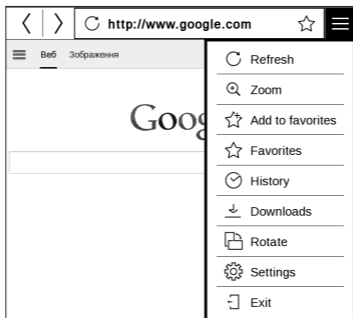 http://www.google.com
Веб Зображення
Goog
Refresh
Zoom
Add to favorites
Favorites
History
Downloads
Rotate
Settings
Exit